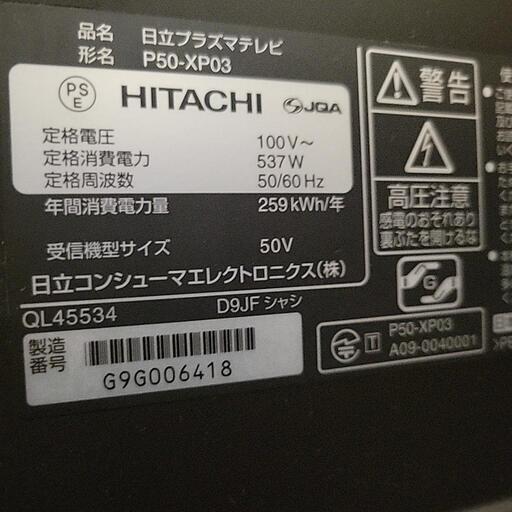 品名 日立プラズマテレビ
形名 P50-XP03
PS
E
HITACHI
JQA
定格電圧 100V～
定格消費電力 537W
定格周波数 50/60Hz
年間消費電力量 259kWh/年
受信機型サイズ 50V
日立コンシューマエレクトロニクス(株)
QL45534 D9JFシャシ
製造
番号
G9G006418
警告
高圧注意
感電のおそれあり
裏ぶたを開けるな
G
T
P50-XP03
A09-0040001